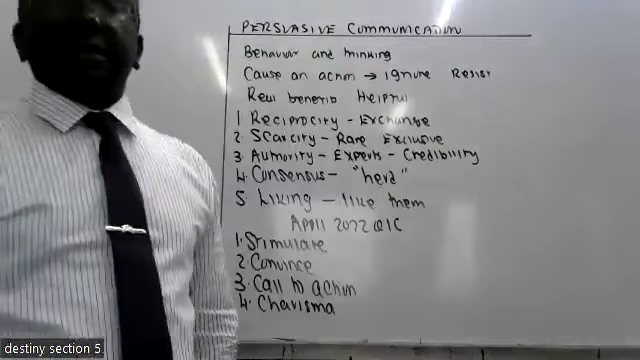 PERSUASIVE COMMUNICATION
Behaviour and thinking
Cause an action → ignore Resist
Real benefits Helpful
1 Reciprocity - Exchange
2. Scarcity - Rare Exclusive
3. Authority - Experts - Credibility
4. Consensus - "herd"
5 Liking - like them
April 2022 @IC
1. Stimulate
2. Convince
3. Call to action
4. Charisma
destiny section 5